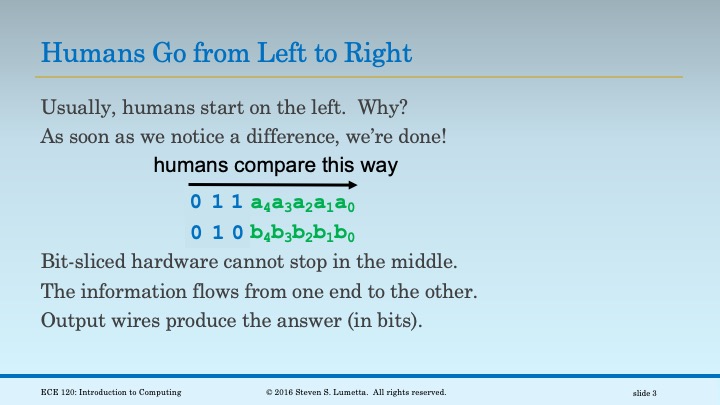 Humans Go from Left to Right
Usually, humans start on the left.  Why?
As soon as we notice a difference, we’re done!
humans compare this way
0 1 1 a₄a₃a₂a₁a₀
0 1 0 b₄b₃b₂b₁b₀
Bit-sliced hardware cannot stop in the middle.
The information flows from one end to the other.
Output wires produce the answer (in bits).
ECE 120: Introduction to Computing © 2016 Steven S. Lumetta.  All rights reserved. slide 3